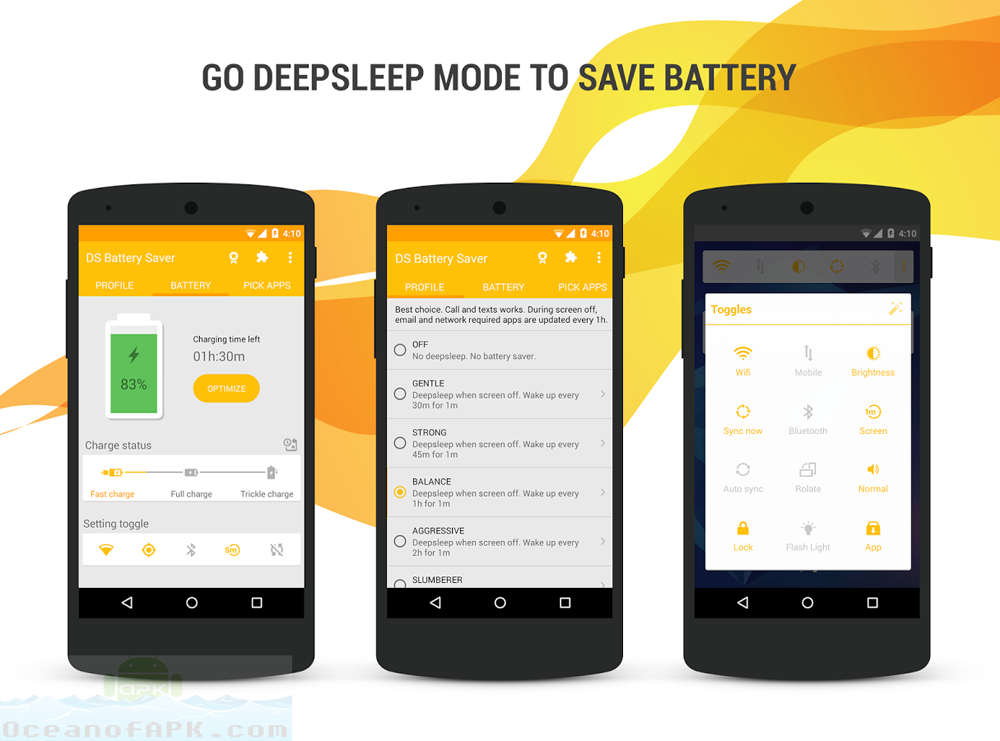 GO DEEPSLEEP MODE TO SAVE BATTERY
4:10
DS Battery Saver
PROFILE BATTERY PICK APPS
83%
Charging time left
01h:30m
OPTIMIZE
Charge status
Fast charge Full charge Trickle charge
Setting toggle
5m
4:10
DS Battery Saver
PROFILE BATTERY PICK APPS
Best choice. Call and texts works. During screen off,
email and network required apps are updated every 1h.
OFF
No deepsleep. No battery saver.
GENTLE
Deepsleep when screen off. Wake up every
30m for 1m
STRONG
Deepsleep when screen off. Wake up every
45m for 1m
BALANCE
Deepsleep when screen off. Wake up every
1h for 1m
AGGRESSIVE
Deepsleep when screen off. Wake up every
2h for 1m
SLUMBERER
4:10
Toggles
Wifi Mobile Brightness
1m
Sync now Bluetooth Screen
Auto sync Rolate Normal
Lock Flash Light App
APK
OceanofAPK.com